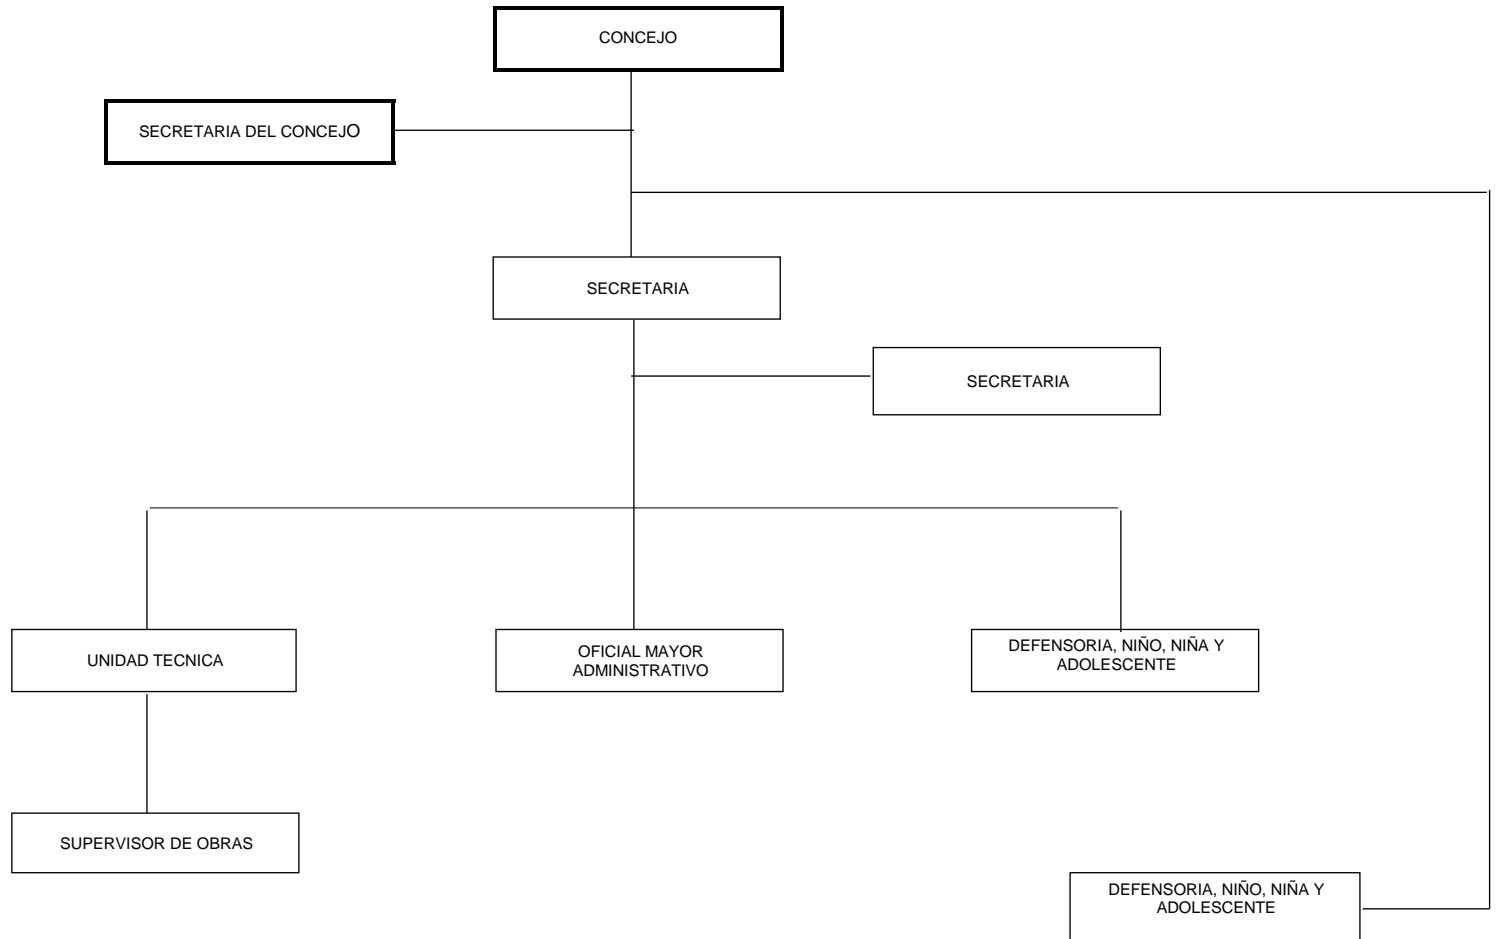 CONCEJO
SECRETARIA DEL CONCEJO
SECRETARIA
SECRETARIA
UNIDAD TECNICA
OFICIAL MAYOR
ADMINISTRATIVO
DEFENSORIA, NIÑO, NIÑA Y
ADOLESCENTE
SUPERVISOR DE OBRAS
DEFENSORIA, NIÑO, NIÑA Y
ADOLESCENTE